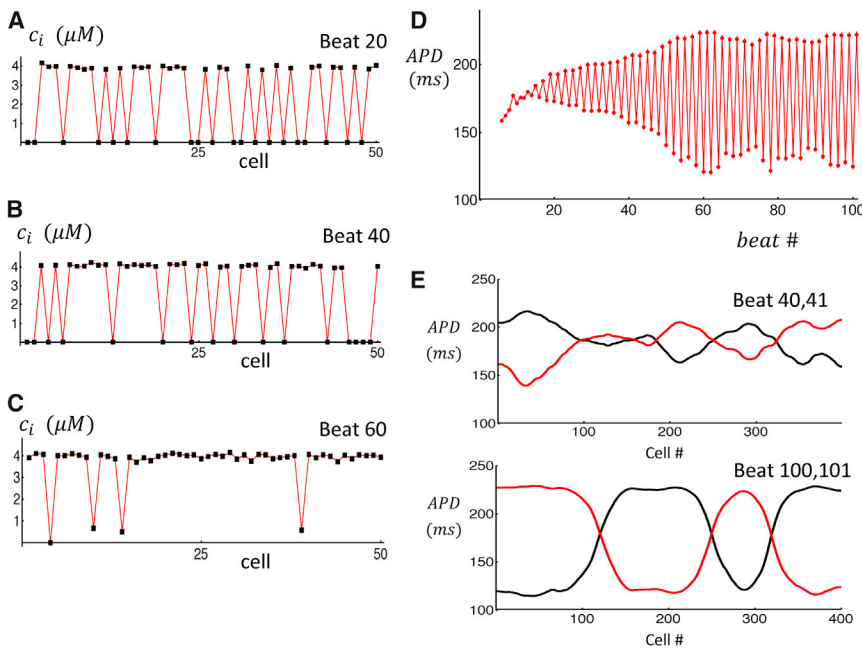 A
c_i (μM)
Beat 20
4
3
2
1
25
50
cell
B
c_i (μM)
Beat 40
4
3
2
1
25
50
cell
C
c_i (μM)
Beat 60
4
3
2
1
25
50
cell
D
APD
(ms)
200
150
100
20
40
60
80
100
beat #
E
250
Beat 40,41
APD
(ms)
200
150
100
100
200
300
Cell #
250
Beat 100,101
APD
(ms)
200
150
100
100
200
300
400
Cell #